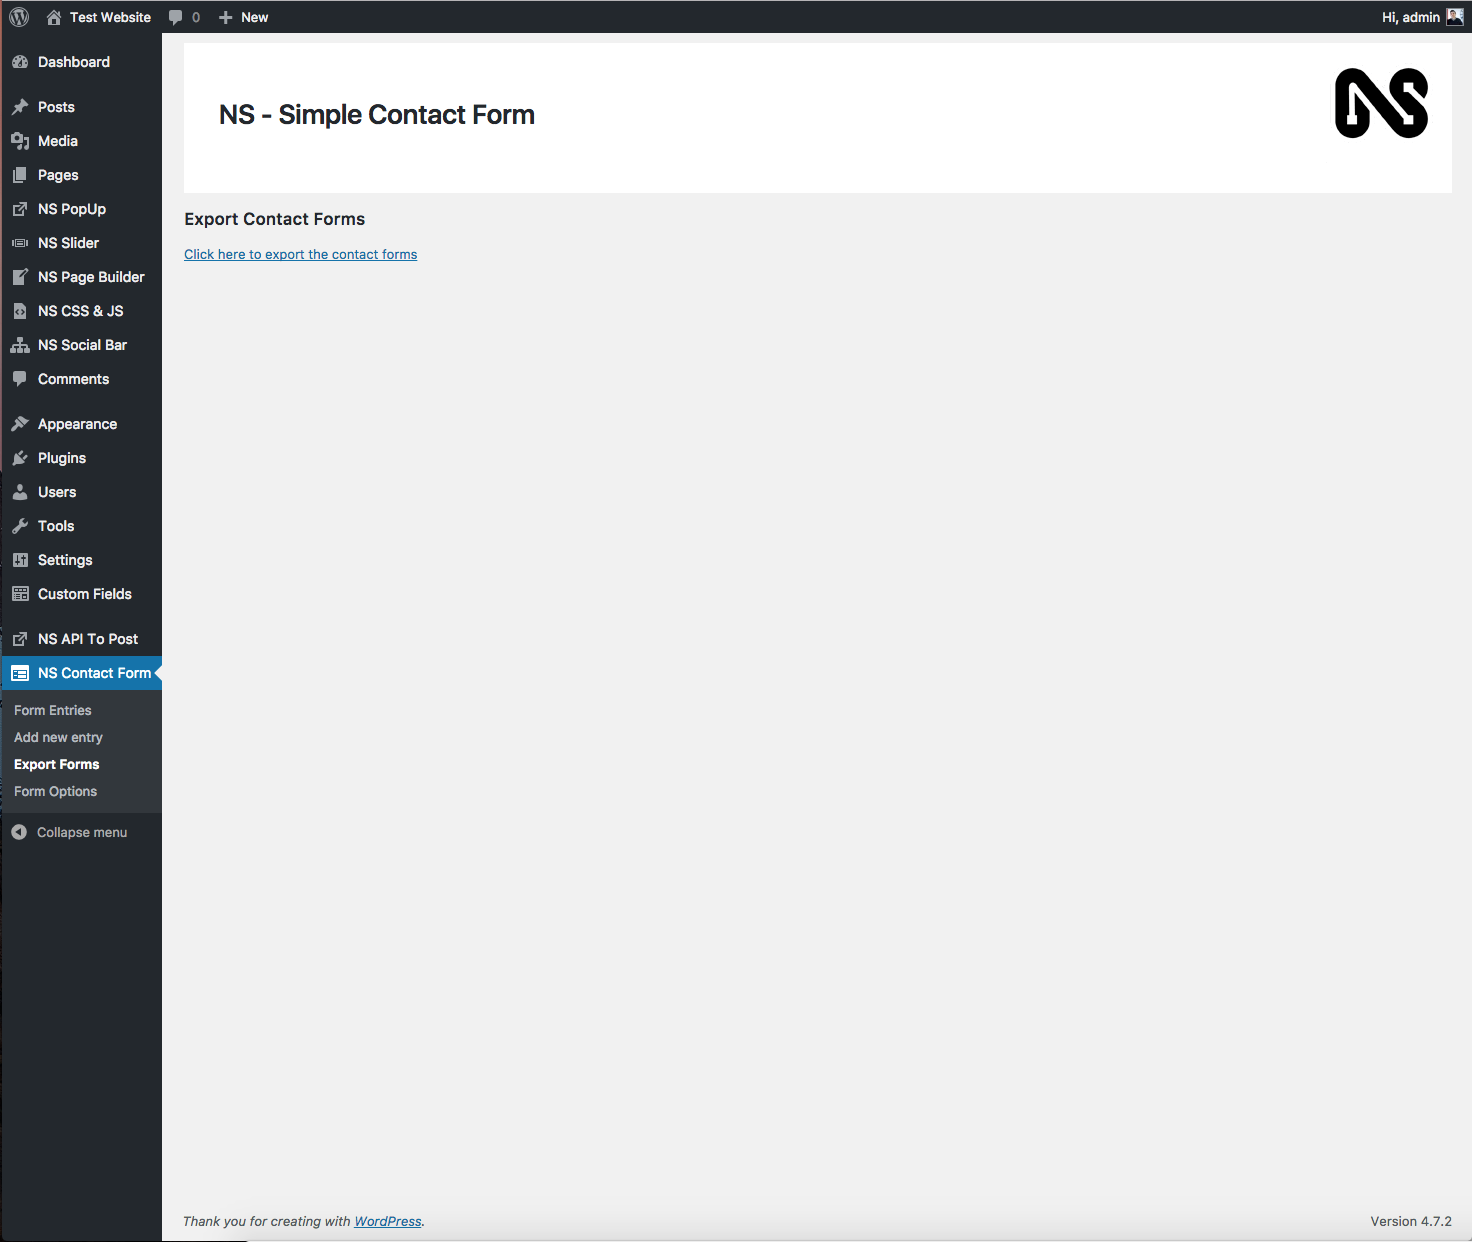 Test Website
0
New
Hi, admin
Dashboard
Posts
Media
Pages
NS PopUp
NS Slider
NS Page Builder
NS CSS & JS
NS Social Bar
Comments
Appearance
Plugins
Users
Tools
Settings
Custom Fields
NS API To Post
NS Contact Form
Form Entries
Add new entry
Export Forms
Form Options
Collapse menu
NS - Simple Contact Form
NS
Export Contact Forms
Click here to export the contact forms
Thank you for creating with WordPress.
Version 4.7.2